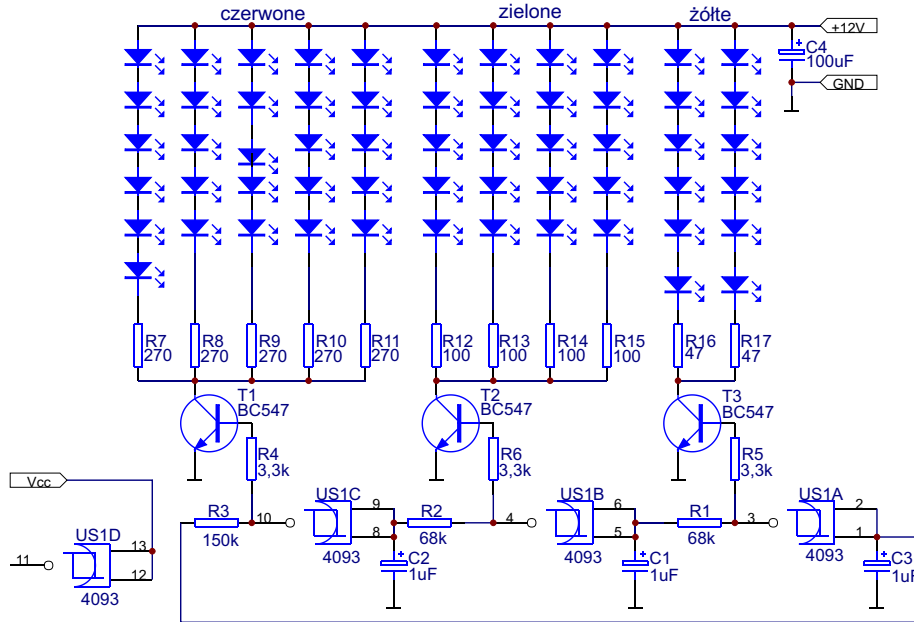 czerwone zielone żółte
+12V
C4
100uF
GND
R7 270
R8 270
R9 270
R10 270
R11 270
R12 100
R13 100
R14 100
R15 100
R16 47
R17 47
T1
BC547
T2
BC547
T3
BC547
R4
3,3k
R6
3,3k
R5
3,3k
Vcc
US1D
13
12
11
4093
R3
150k
10
US1C
9
8
4093
R2
68k
C2
1uF
4
US1B
6
5
4093
R1
68k
C1
1uF
3
US1A
2
1
4093
C3
1uF
+
+
+
+